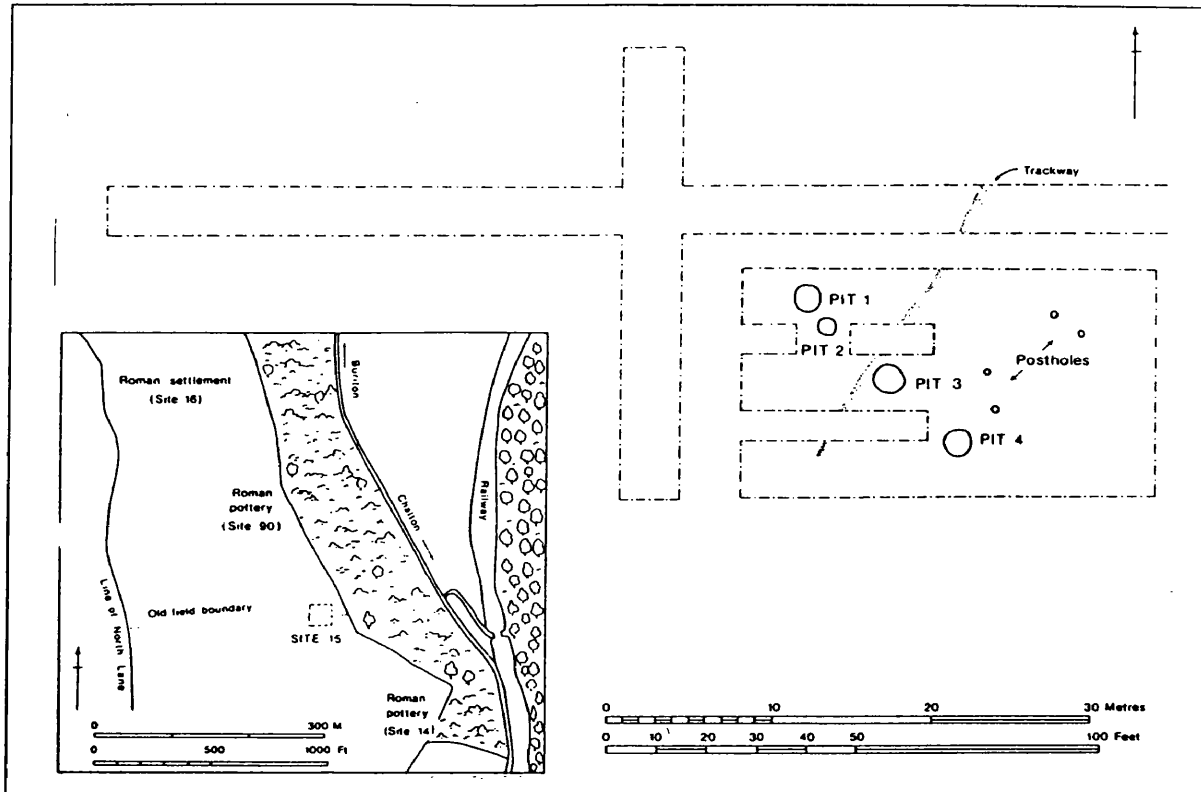 Trackway
PIT 1
PIT 2
Postholes
PIT 3
PIT 4
Roman settlement
(Site 16)
Buriton
Roman
pottery
(Site 90)
Chalton
Railway
Line of North Lane
Old field boundary
SITE 15
Roman
pottery
(Site 14)
0 300 M
0 500 1000 Ft
0 10 20 30 Metres
0 10 20 30 40 50 100 Feet